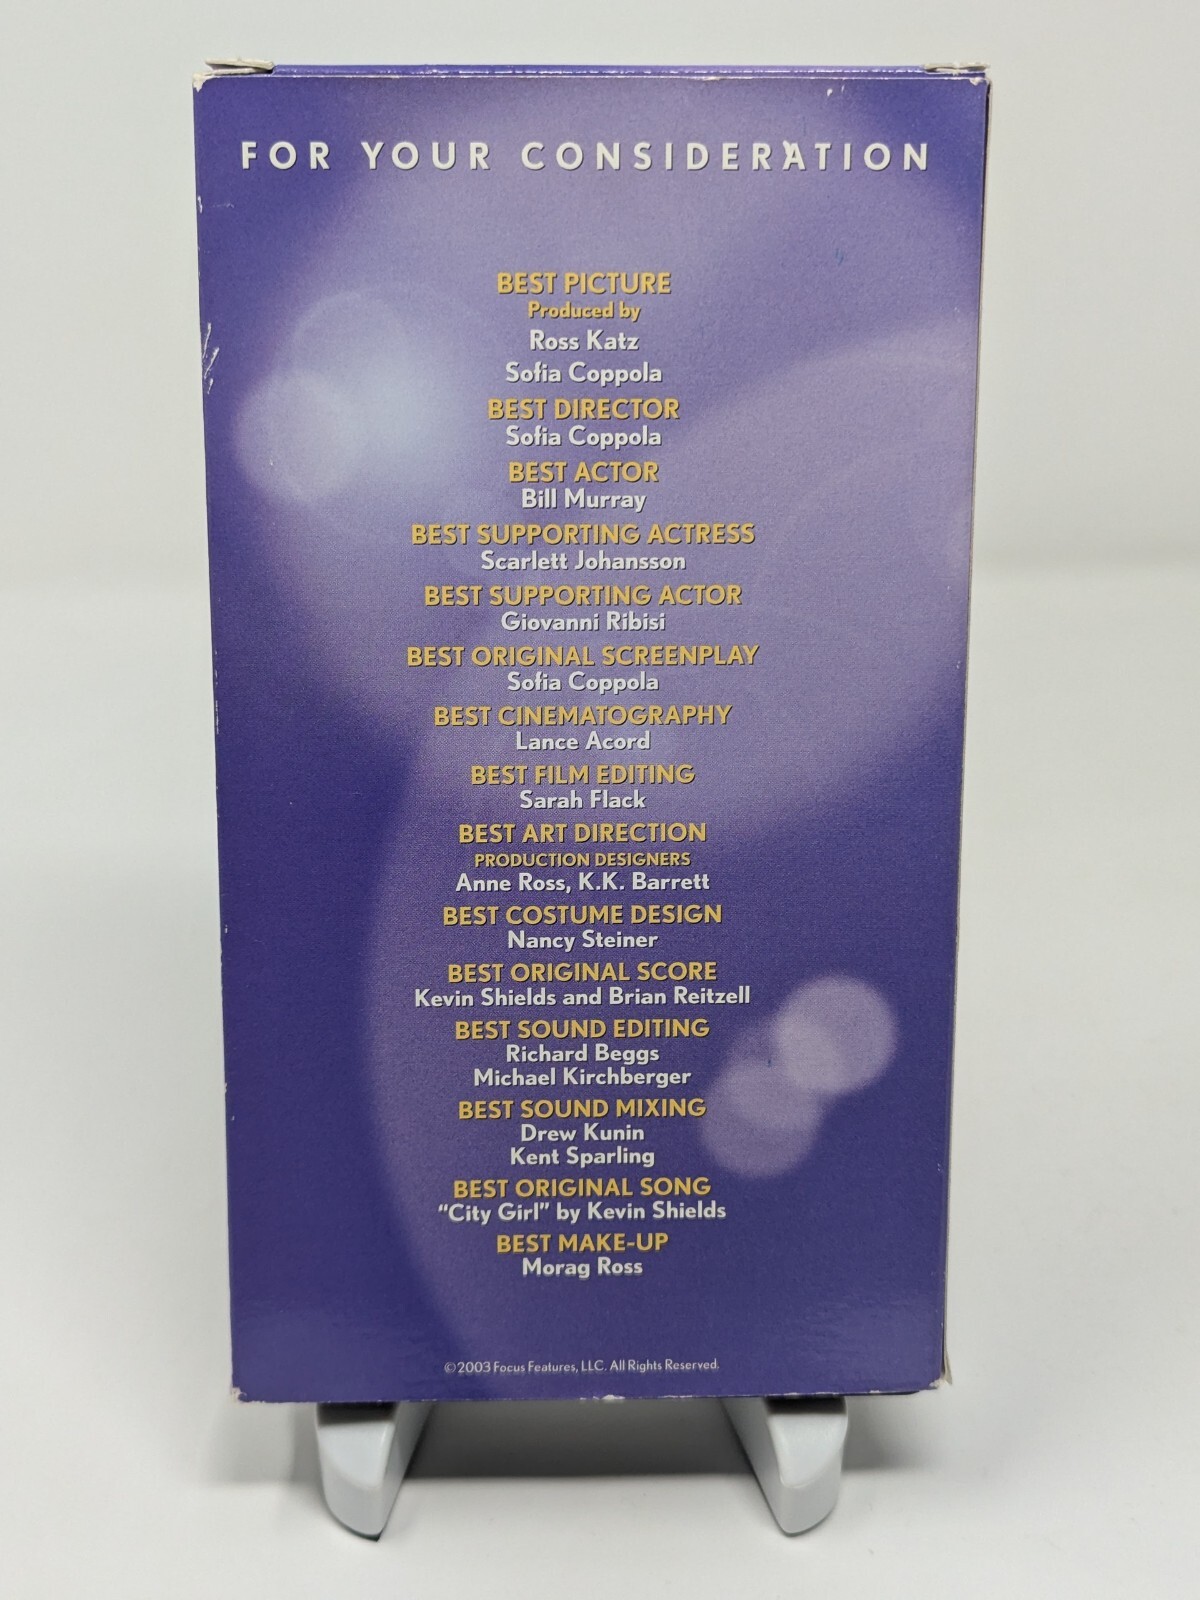 FOR YOUR CONSIDERATION
BEST PICTURE
Produced by
Ross Katz
Sofia Coppola
BEST DIRECTOR
Sofia Coppola
BEST ACTOR
Bill Murray
BEST SUPPORTING ACTRESS
Scarlett Johansson
BEST SUPPORTING ACTOR
Giovanni Ribisi
BEST ORIGINAL SCREENPLAY
Sofia Coppola
BEST CINEMATOGRAPHY
Lance Acord
BEST FILM EDITING
Sarah Flack
BEST ART DIRECTION
PRODUCTION DESIGNERS
Anne Ross, K.K. Barrett
BEST COSTUME DESIGN
Nancy Steiner
BEST ORIGINAL SCORE
Kevin Shields and Brian Reitzell
BEST SOUND EDITING
Richard Beggs
Michael Kirchberger
BEST SOUND MIXING
Drew Kunin
Kent Sparling
BEST ORIGINAL SONG
“City Girl” by Kevin Shields
BEST MAKE-UP
Morag Ross
©2003 Focus Features, LLC. All Rights Reserved.